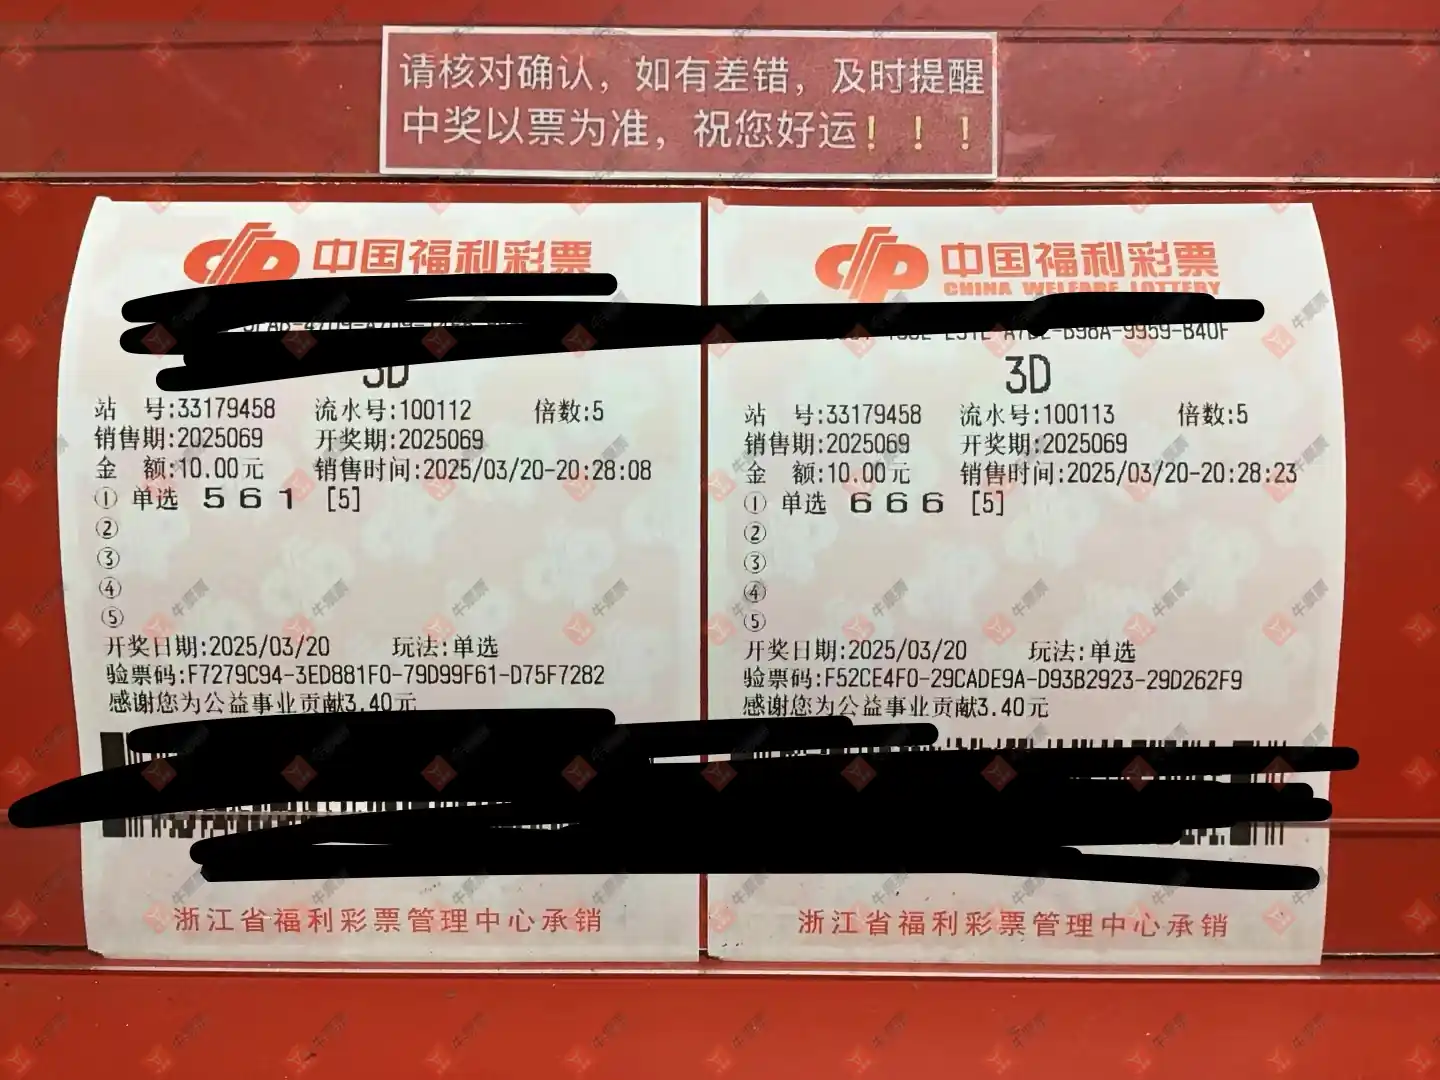 请核对确认，如有差错，及时提醒
中奖以票为准，祝您好运！！！
中国福利彩票
3D
站 号:33179458 流水号:100112 倍数:5
销售期:2025069 开奖期:2025069
金 额:10.00元 销售时间:2025/03/20-20:28:08
① 单选 5 6 1 [5]
②
③
④
⑤
开奖日期:2025/03/20 玩法:单选
验票码:F7279C94-3ED881F0-79D99F61-D75F7282
感谢您为公益事业贡献3.40元
浙江省福利彩票管理中心承销
中国福利彩票
CHINA WELFARE LOTTERY
3D
站 号:33179458 流水号:100113 倍数:5
销售期:2025069 开奖期:2025069
金 额:10.00元 销售时间:2025/03/20-20:28:23
① 单选 6 6 6 [5]
②
③
④
⑤
开奖日期:2025/03/20 玩法:单选
验票码:F52CE4F0-29CADE9A-D93B2923-29D262F9
感谢您为公益事业贡献3.40元
浙江省福利彩票管理中心承销